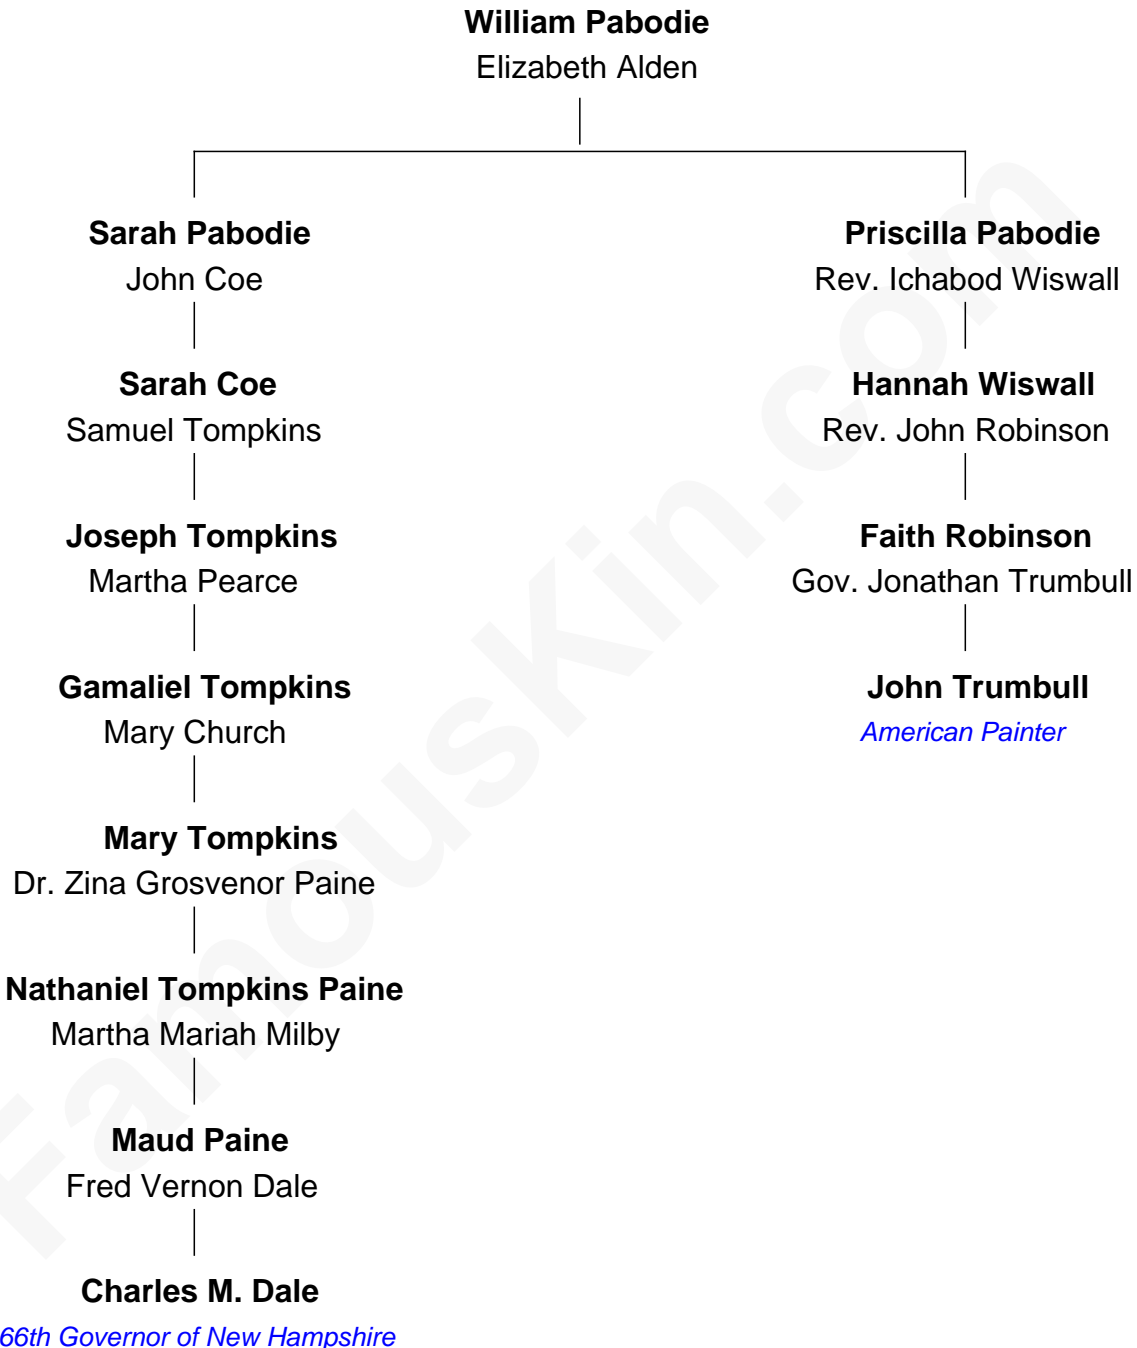 William Pabodie
Elizabeth Alden
Sarah Pabodie
John Coe
Priscilla Pabodie
Rev. Ichabod Wiswall
Sarah Coe
Samuel Tompkins
Hannah Wiswall
Rev. John Robinson
Joseph Tompkins
Martha Pearce
Faith Robinson
Gov. Jonathan Trumbull
Gamaliel Tompkins
Mary Church
John Trumbull
American Painter
Mary Tompkins
Dr. Zina Grosvenor Paine
Nathaniel Tompkins Paine
Martha Mariah Milby
Maud Paine
Fred Vernon Dale
Charles M. Dale
66th Governor of New Hampshire
FamousKin.com